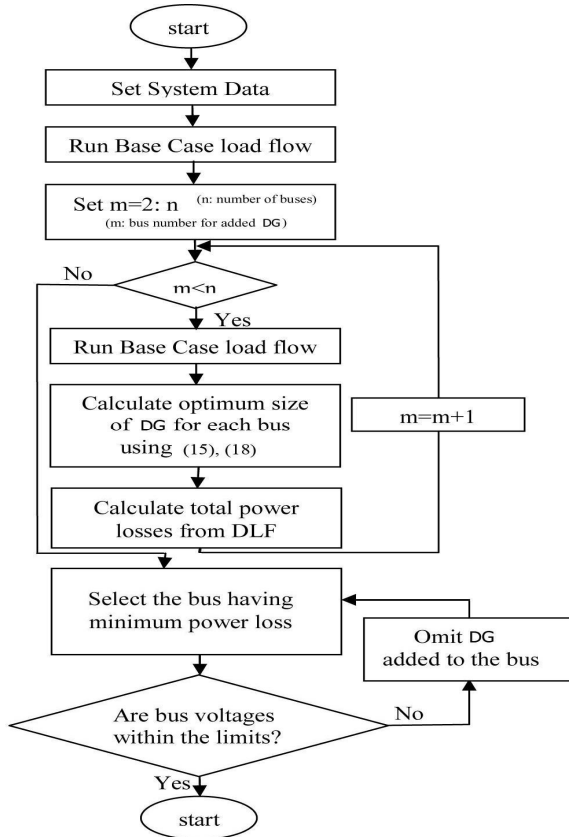 start
Set System Data
Run Base Case load flow
Set m=2: n (n: number of buses)
(m: bus number for added DG)
No
m<n
Yes
Run Base Case load flow
Calculate optimum size
of DG for each bus
using (15), (18)
m=m+1
Calculate total power
losses from DLF
Select the bus having
minimum power loss
Omit DG
added to the bus
Are bus voltages
within the limits?
No
Yes
start